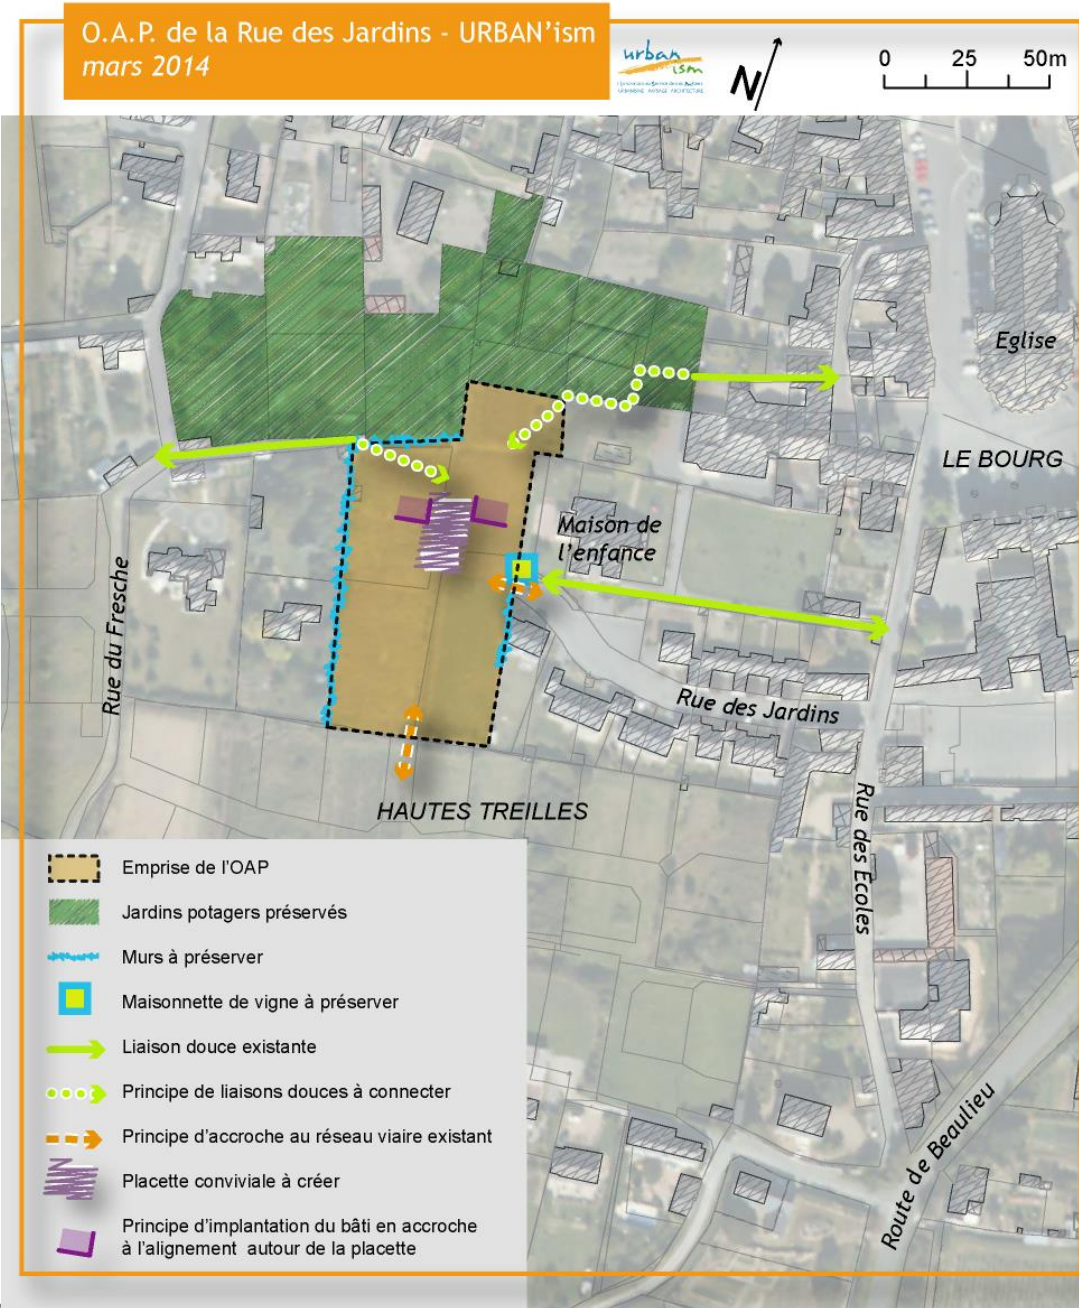 O.A.P. de la Rue des Jardins - URBAN'ism
mars 2014
urban
ism
URBANISME PAYSAGE ARCHITECTURE
N
0 25 50m
Eglise
LE BOURG
Maison de
l'enfance
Rue du Fresche
Rue des Jardins
HAUTES TREILLES
Rue des Ecoles
Route de Beaulieu
Emprise de l'OAP
Jardins potagers préservés
Murs à préserver
Maisonnette de vigne à préserver
Liaison douce existante
Principe de liaisons douces à connecter
Principe d'accroche au réseau viaire existant
Placette conviviale à créer
Principe d'implantation du bâti en accroche
à l'alignement autour de la placette